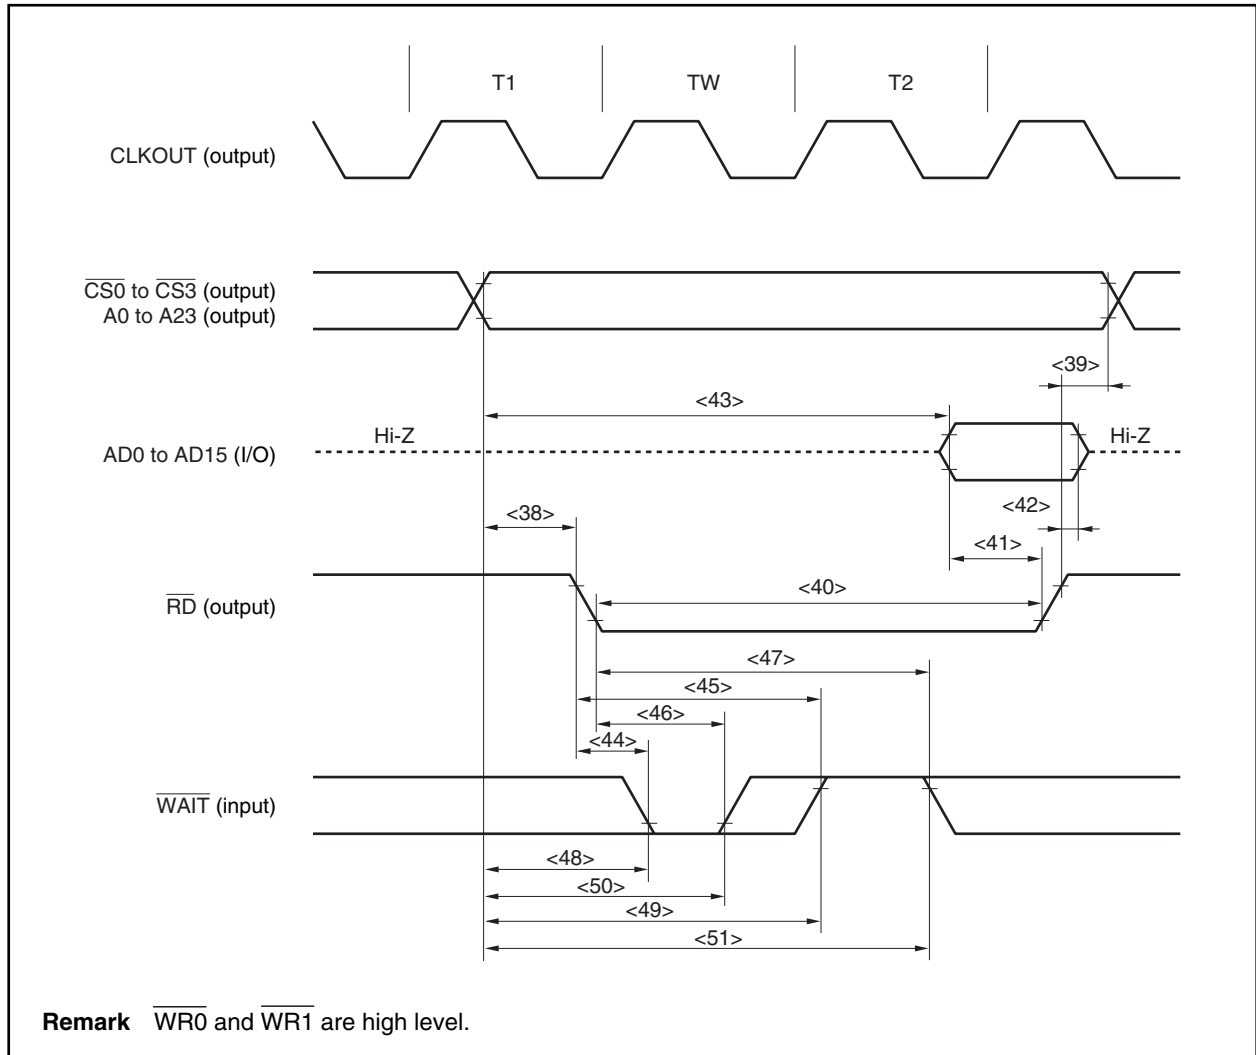 T1 TW T2
CLKOUT (output)
CS0 to CS3 (output)
A0 to A23 (output)
<39>
<43>
Hi-Z Hi-Z
AD0 to AD15 (I/O)
<42>
<38>
<41>
<40>
RD (output)
<47>
<45>
<46>
<44>
WAIT (input)
<48>
<50>
<49>
<51>
Remark WR0 and WR1 are high level.